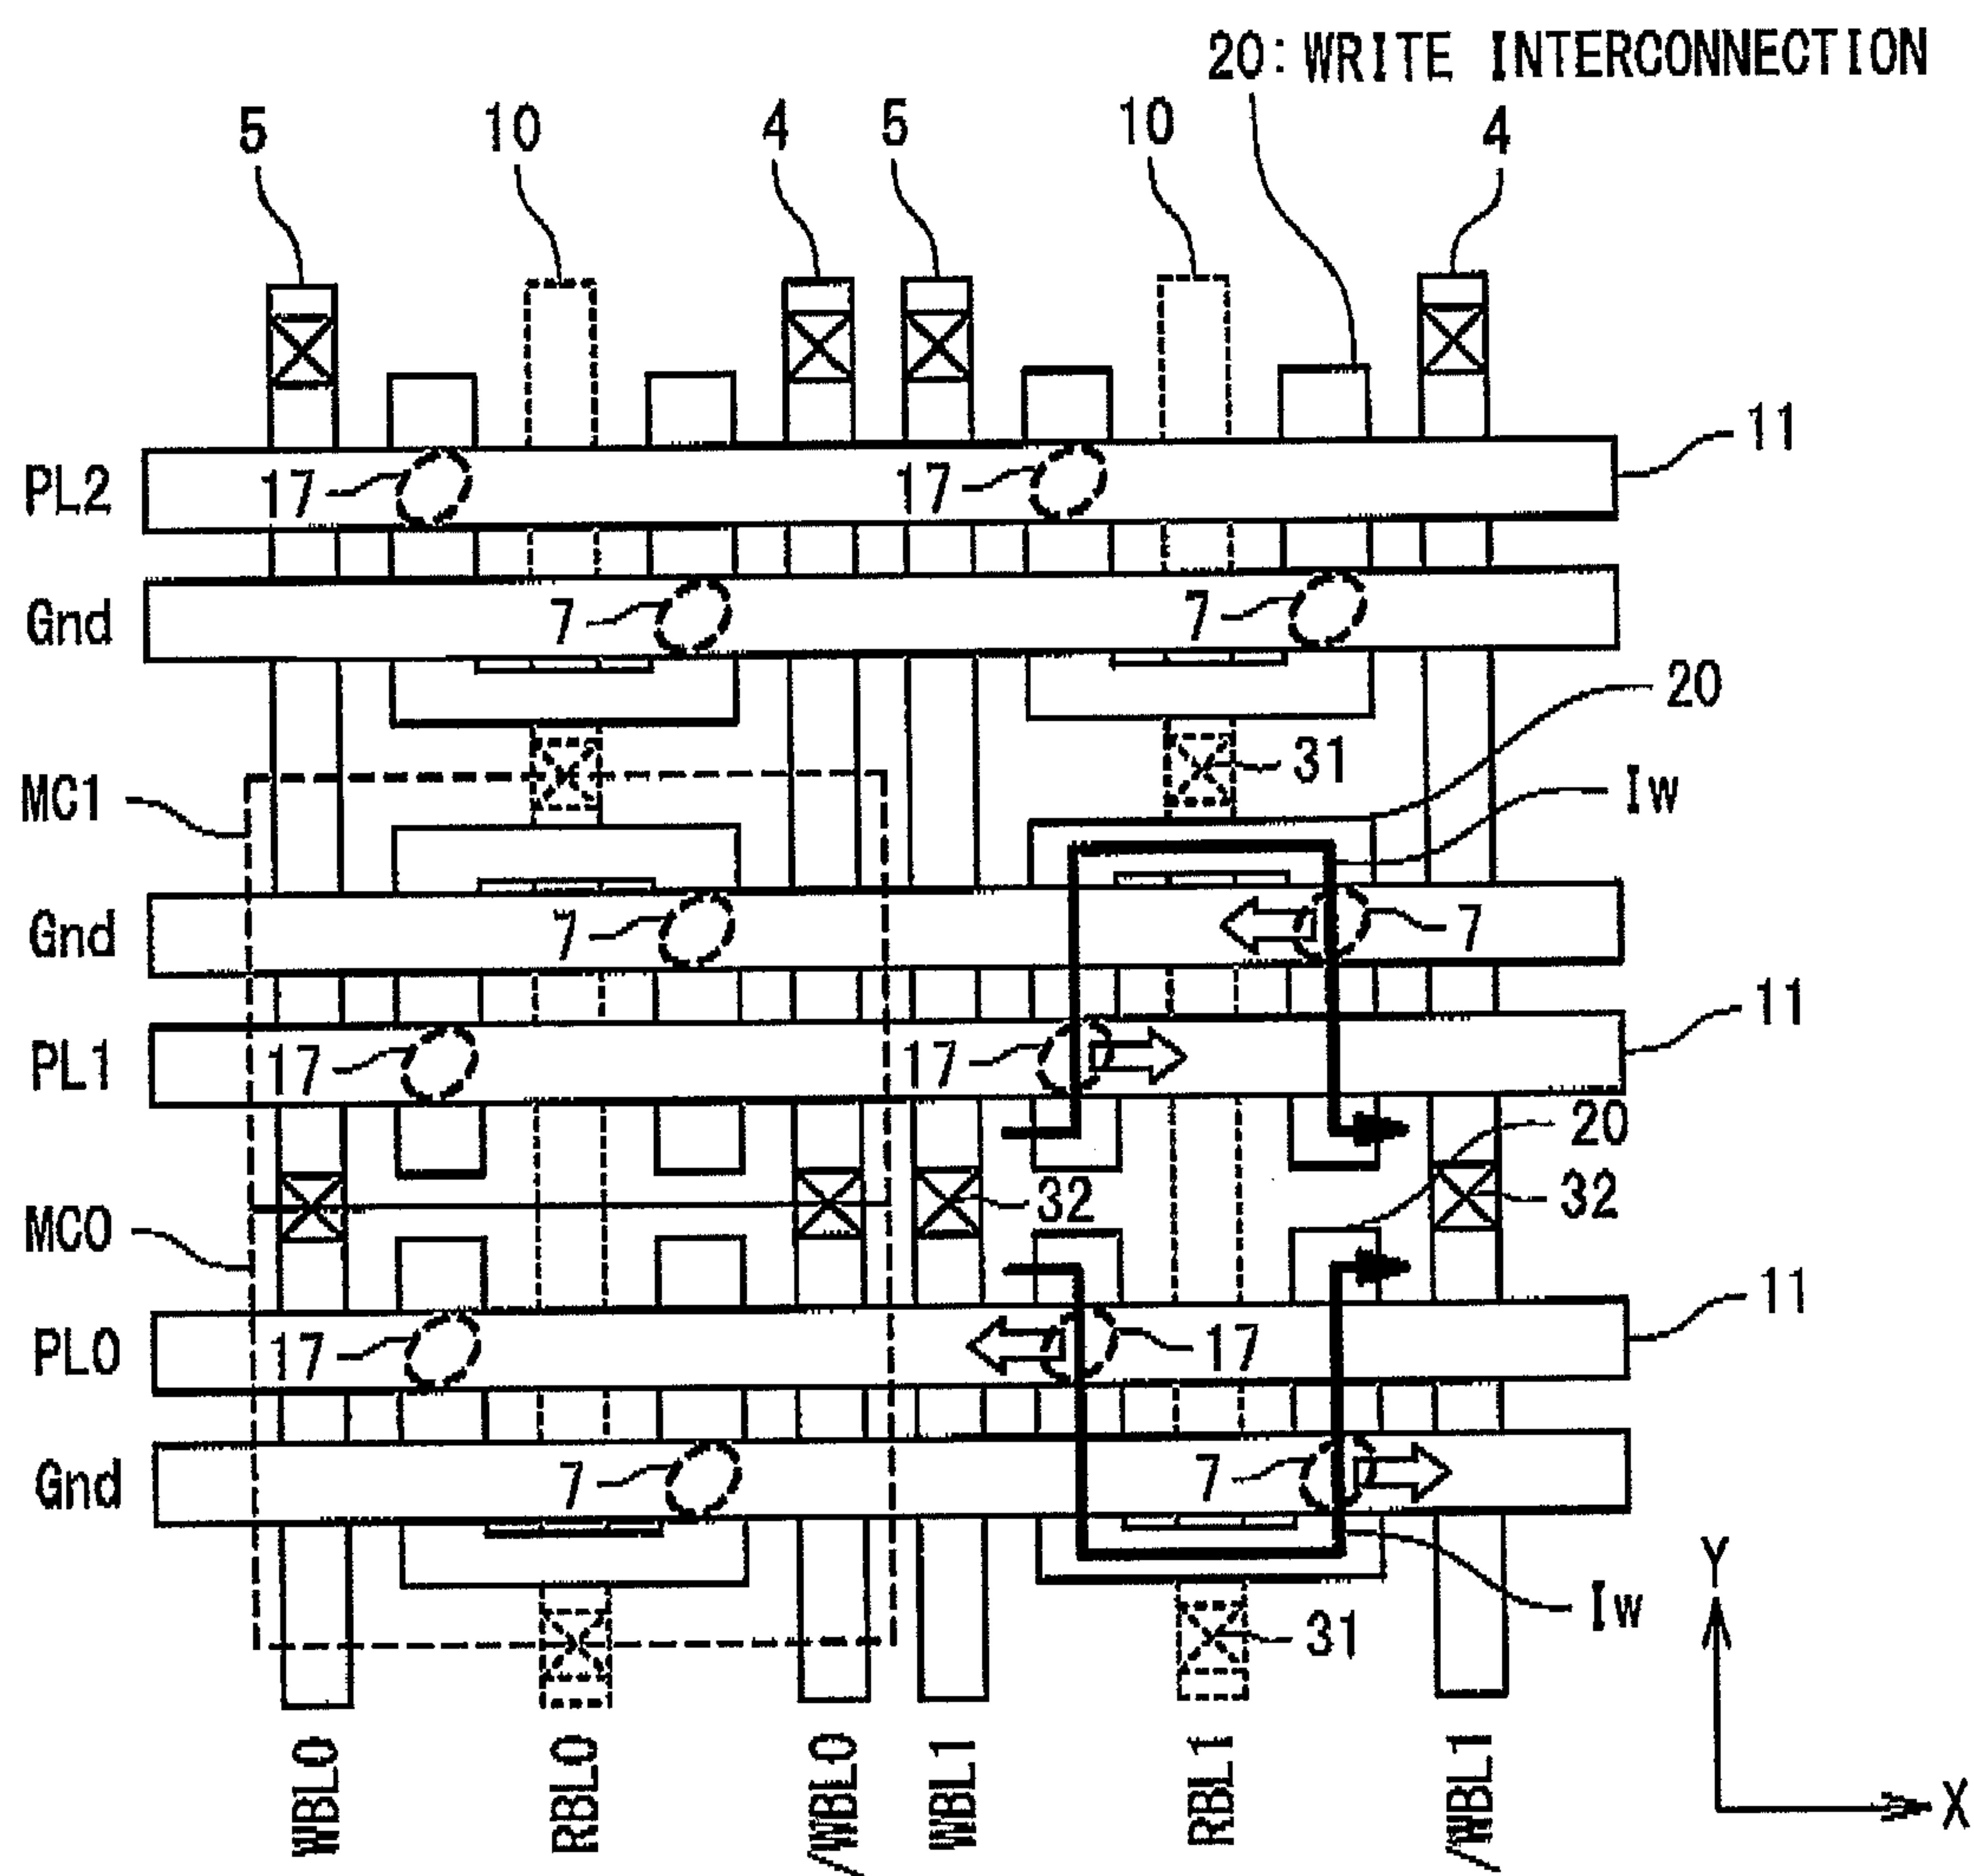 20: WRITE INTERCONNECTION
5 10 4 5 10 4
11
PL2 17 17
Gnd 7 7
20
31
MC1 Iw
Gnd 7 7
11
PL1 17 17
20
MC0 32 32
11
PL0 17 17
Gnd 7 7
Iw
31
Y
X
WBL0 RBL0 /WBL0 WBL1 RBL1 /WBL1